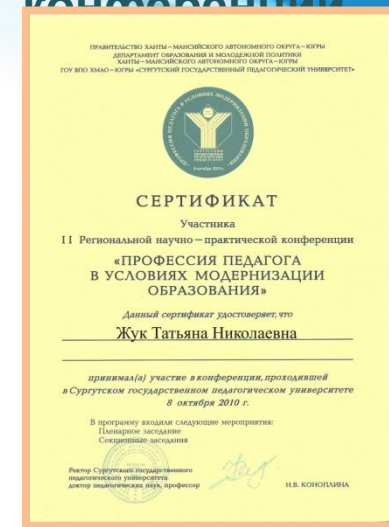 конференции
ПРАВИТЕЛЬСТВО ХАНТЫ—МАНСИЙСКОГО АВТОНОМНОГО ОКРУГА—ЮГРЫ
ДЕПАРТАМЕНТ ОБРАЗОВАНИЯ И МОЛОДЕЖНОЙ ПОЛИТИКИ
ХАНТЫ—МАНСИЙСКОГО АВТОНОМНОГО ОКРУГА—ЮГРЫ
ГОУ ВПО ХМАО—ЮГРЫ «СУРГУТСКИЙ ГОСУДАРСТВЕННЫЙ ПЕДАГОГИЧЕСКИЙ УНИВЕРСИТЕТ»
СЕРТИФИКАТ
Участника
II Региональной научно—практической конференции
«ПРОФЕССИЯ ПЕДАГОГА
В УСЛОВИЯХ МОДЕРНИЗАЦИИ
ОБРАЗОВАНИЯ»
Данный сертификат удостоверяет, что
Жук Татьяна Николаевна
принимал(а) участие в конференции, проходившей
в Сургутском государственном педагогическом университете
8 октября 2010 г.
В программу входили следующие мероприятия:
Пленарное заседание
Секционные заседания
Ректор Сургутского государственного
педагогического университета
доктор педагогических наук, профессор
Н.В. КОНОПЛИНА